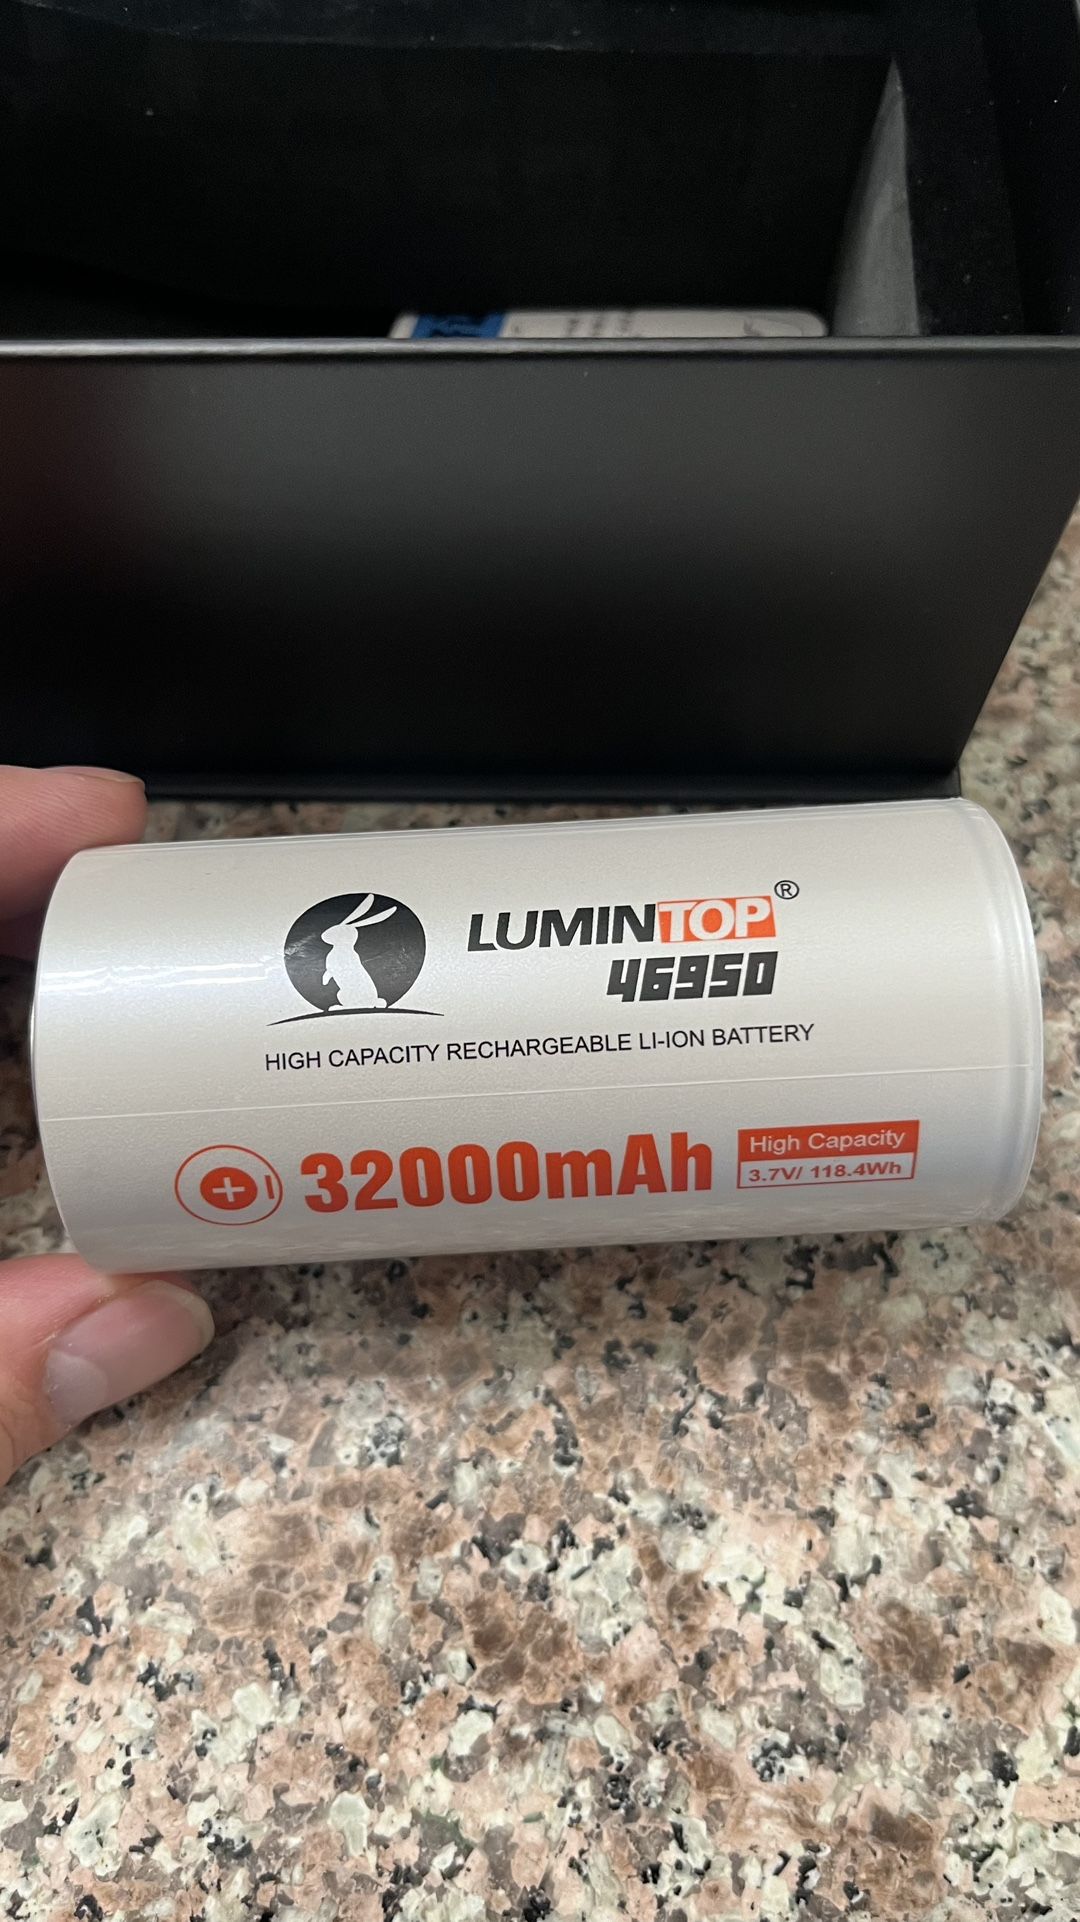 LUMINTOP®
46950
HIGH CAPACITY RECHARGEABLE LI-ION BATTERY
32000mAh
High Capacity
3.7V/ 118.4Wh